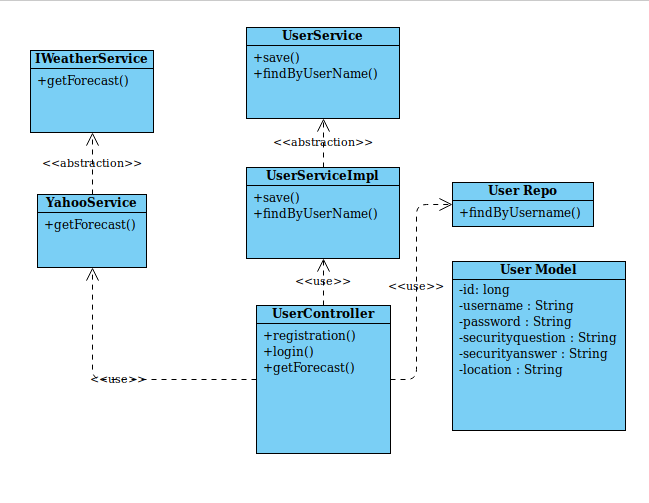 IWeatherService
+getForecast()
<<abstraction>>
YahooService
+getForecast()
<<use>>
UserService
+save()
+findByUserName()
<<abstraction>>
UserServiceImpl
+save()
+findByUserName()
<<use>>
UserController
+registration()
+login()
+getForecast()
<<use>>
User Repo
+findByUsername()
User Model
-id: long
-username : String
-password : String
-securityquestion : String
-securityanswer : String
-location : String